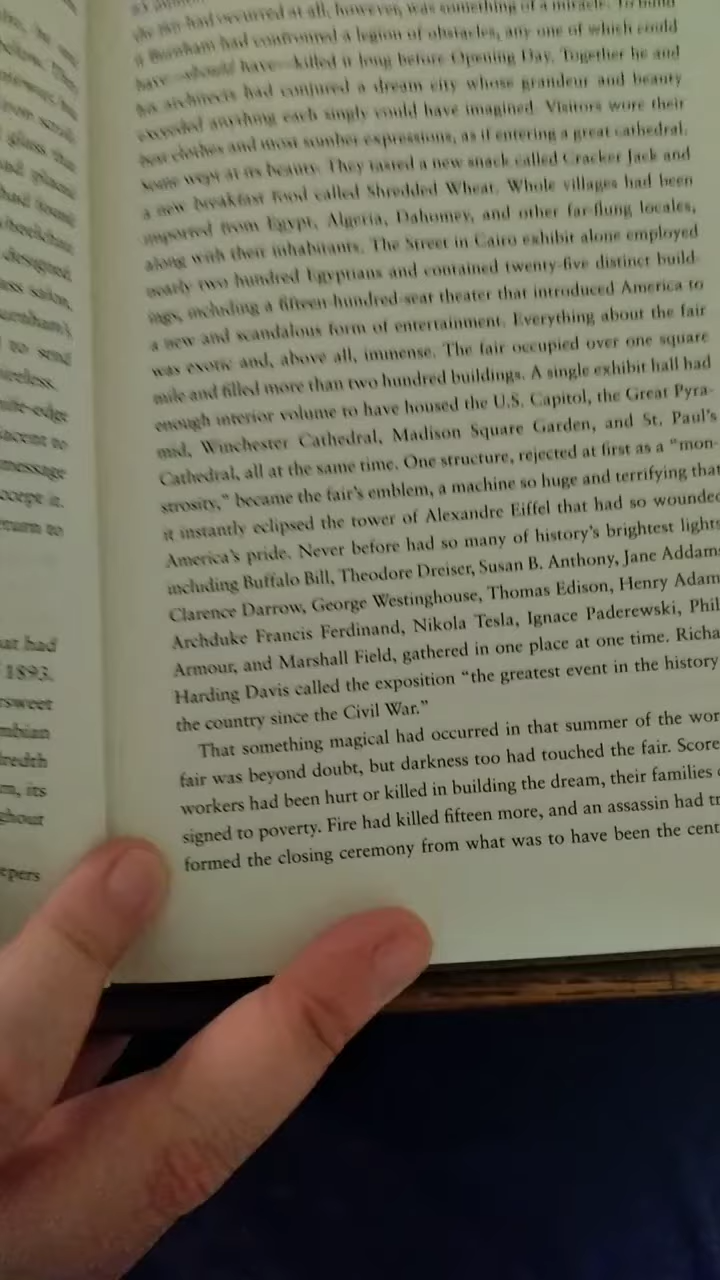 the fair had occurred at all, however, was something of a miracle. To build
it Burnham had confronted a legion of obstacles, any one of which could
have—should have—killed it long before Opening Day. Together he and
his architects had conjured a dream city whose grandeur and beauty
exceeded anything each singly could have imagined. Visitors wore their
best clothes and most somber expressions, as if entering a great cathedral.
Some wept at its beauty. They tasted a new snack called Cracker Jack and
a new breakfast food called Shredded Wheat. Whole villages had been
imported from Egypt, Algeria, Dahomey, and other far-flung locales,
along with their inhabitants. The Street in Cairo exhibit alone employed
nearly two hundred Egyptians and contained twenty-five distinct build-
ings, including a fifteen-hundred-seat theater that introduced America to
a new and scandalous form of entertainment. Everything about the fair
was exotic and, above all, immense. The fair occupied over one square
mile and filled more than two hundred buildings. A single exhibit hall had
enough interior volume to have housed the U.S. Capitol, the Great Pyra-
mid, Winchester Cathedral, Madison Square Garden, and St. Paul's
Cathedral, all at the same time. One structure, rejected at first as a "mon-
strosity," became the fair's emblem, a machine so huge and terrifying that
it instantly eclipsed the tower of Alexandre Eiffel that had so wounded
America's pride. Never before had so many of history's brightest lights
including Buffalo Bill, Theodore Dreiser, Susan B. Anthony, Jane Addams
Clarence Darrow, George Westinghouse, Thomas Edison, Henry Adam
Archduke Francis Ferdinand, Nikola Tesla, Ignace Paderewski, Phil
Armour, and Marshall Field, gathered in one place at one time. Richa
Harding Davis called the exposition "the greatest event in the history
the country since the Civil War."
That something magical had occurred in that summer of the wor
fair was beyond doubt, but darkness too had touched the fair. Score
workers had been hurt or killed in building the dream, their families
signed to poverty. Fire had killed fifteen more, and an assassin had tr
formed the closing ceremony from what was to have been the cent